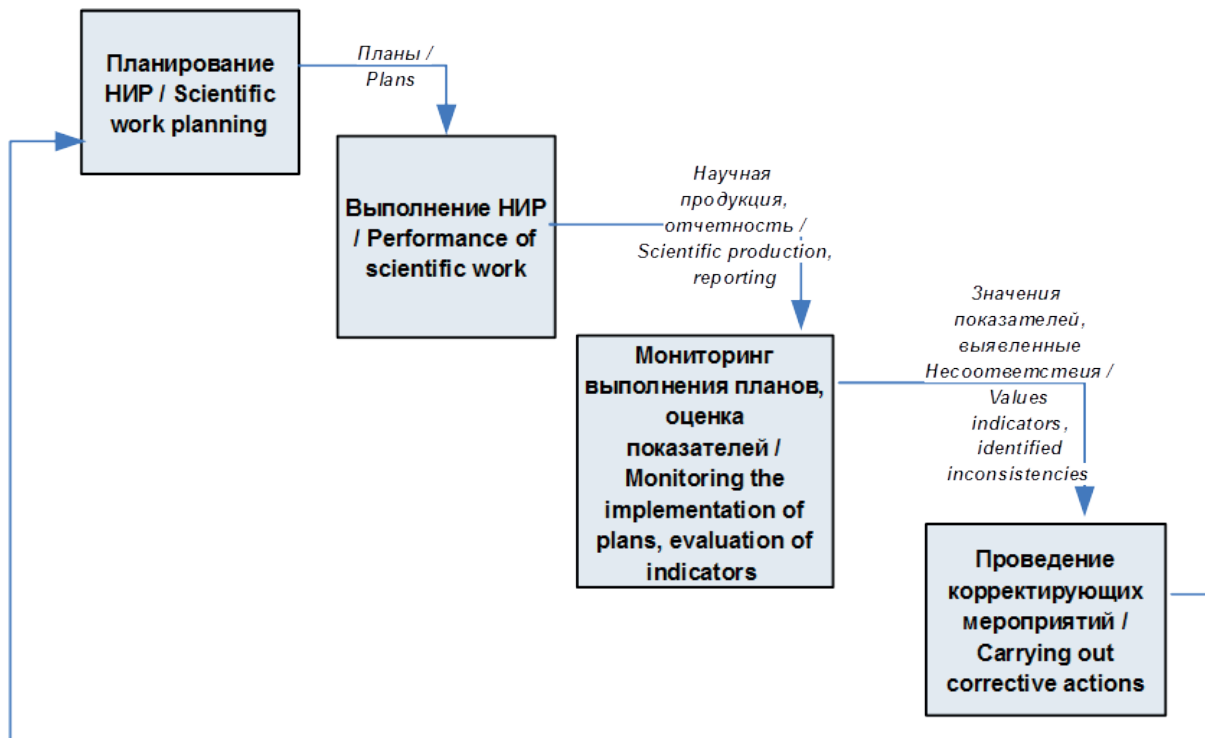 Планирование
НИР / Scientific
work planning
Планы /
Plans
Выполнение НИР
/ Performance of
scientific work
Научная
продукция,
отчетность /
Scientific production,
reporting
Мониторинг
выполнения планов,
оценка
показателей /
Monitoring the
implementation of
plans, evaluation of
indicators
Значения
показателей,
выявленные
Несоответствия /
Values
indicators,
identified
inconsistencies
Проведение
корректирующих
мероприятий /
Carrying out
corrective actions